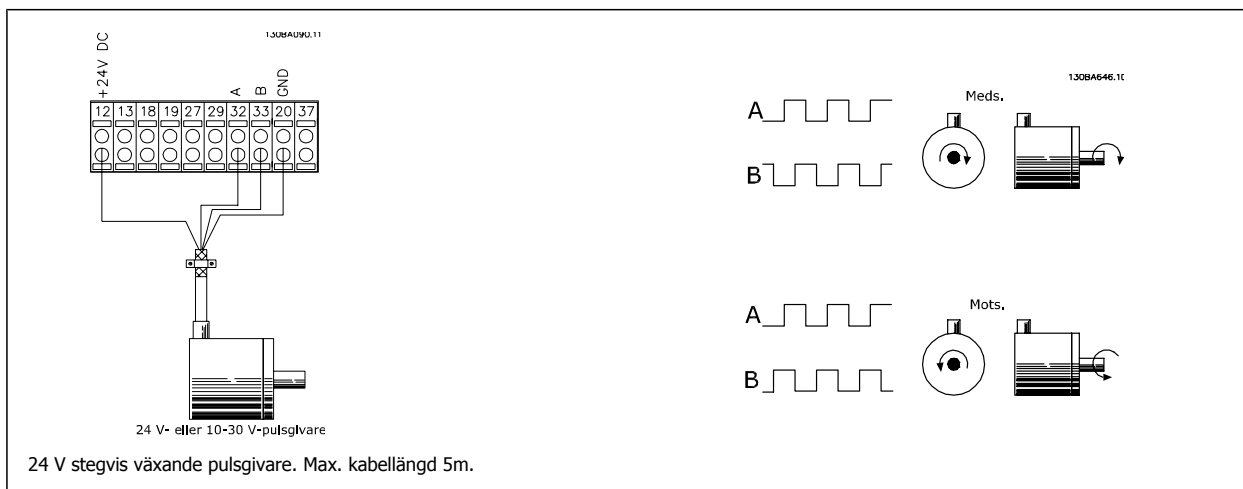 130BA090.11
+24V DC
A
B
GND
12 13 18 19 27 29 32 33 20 37
24 V- eller 10-30 V-pulsgivare
130BA646.10
A
Meds.
B
A
Mots.
B
24 V stegvis växande pulsgivare. Max. kabellängd 5m.